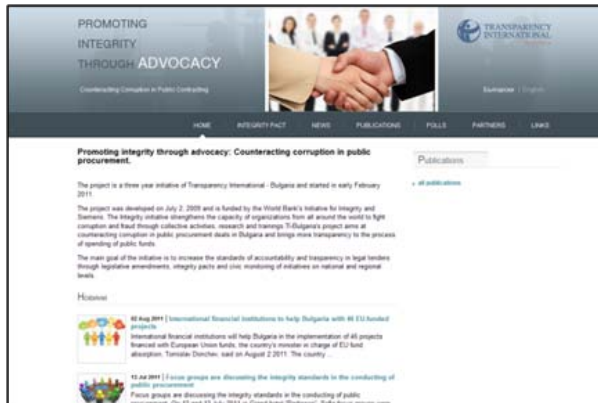 PROMOTING
INTEGRITY
THROUGH ADVOCACY
Counteracting Corruption in Public Contracting
TRANSPARENCY
INTERNATIONAL
Български | English
HOME INTEGRITY PACT NEWS PUBLICATIONS POLLS PARTNERS LINKS
Promoting integrity through advocacy: Counteracting corruption in public
procurement.
Publications
all publications
The project is a three year initiative of Transparency International - Bulgaria and started in early February
2011.
The project was developed on July 2, 2009 and is funded by the World Bank's Initiative for Integrity and
Siemens. The Integrity initiative strengthens the capacity of organizations from all around the world to fight
corruption and fraud through collective activities, research and trainings TI-Bulgaria's project aims at
counteracting corruption in public procurement deals in Bulgaria and brings more transparency to the process
of spending of public funds.
The main goal of the initiative is to increase the standards of accountability and trasparency in legal tenders
through legislative amendments, integrity pacts and civic monitoring of initiatives on national and regional
levels.
Новини
02 Aug 2011 | International financial institutions to help Bulgaria with 46 EU funded
projects
International financial institutions will help Bulgaria in the implementation of 46 projects
financed with European Union funds, the country's minister in charge of EU fund
absorption, Tomislav Donchev, said on August 2 2011. The country ...
13 Jul 2011 | Focus groups are discussing the integrity standards in the conducting of
public procurement
Focus groups are discussing the integrity standards in the conducting of public